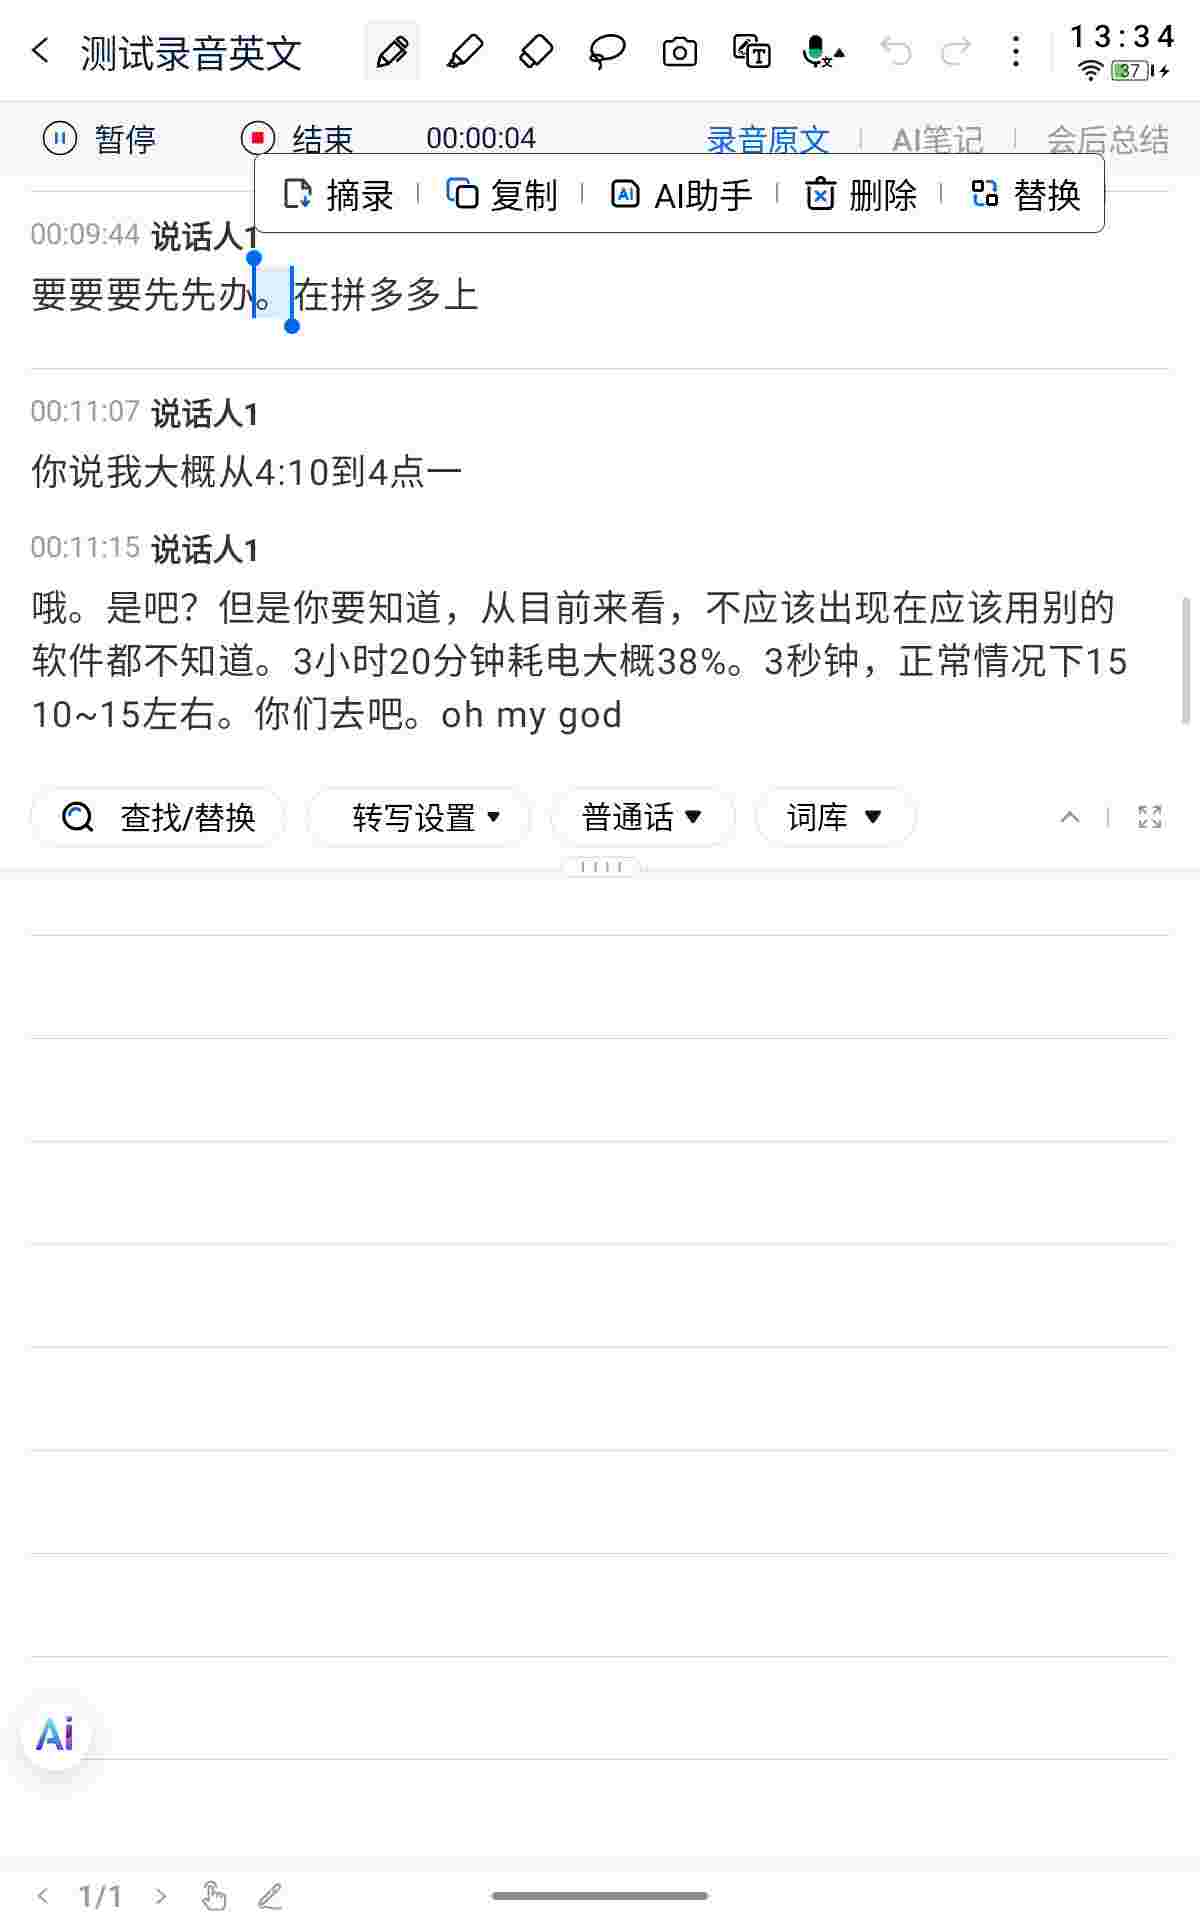 测试录音英文
13:34
37
暂停 结束 00:00:04 录音原文 AI笔记 会后总结
摘录 复制 AI AI助手 删除 替换
00:09:44 说话人1
要要要先先办。在拼多多上
00:11:07 说话人1
你说我大概从4:10到4点一
00:11:15 说话人1
哦。是吧？但是你要知道，从目前来看，不应该出现在应该用别的
软件都不知道。3小时20分钟耗电大概38%。3秒钟，正常情况下15
10~15左右。你们去吧。oh my god
查找/替换 转写设置 普通话 词库
Ai
1/1